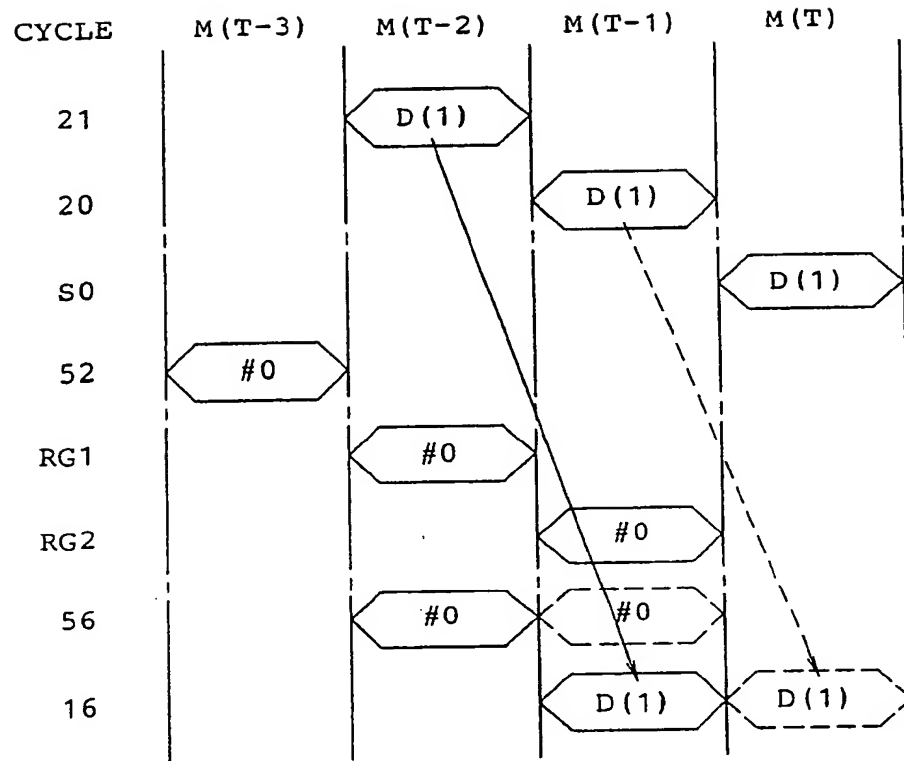 CYCLE M(T-3) M(T-2) M(T-1) M(T)
21 D(1)
20 D(1)
S0 D(1)
52 #0
RG1 #0
RG2 #0
56 #0 #0
16 D(1) D(1)